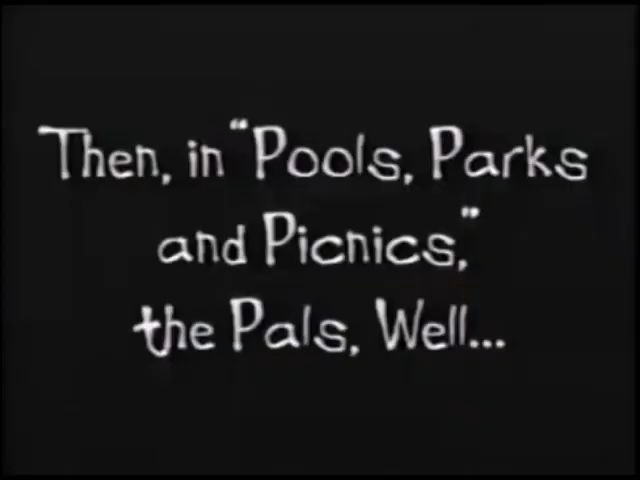 Then, in "Pools, Parks
and Picnics,"
the Pals, Well...